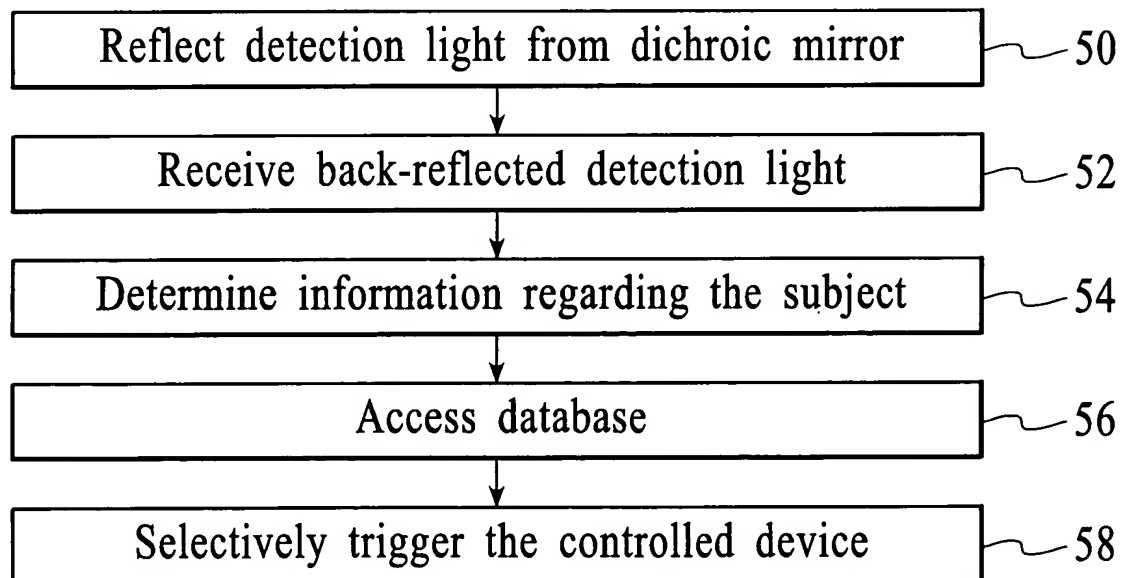 Reflect detection light from dichroic mirror 50
Receive back-reflected detection light 52
Determine information regarding the subject 54
Access database 56
Selectively trigger the controlled device 58